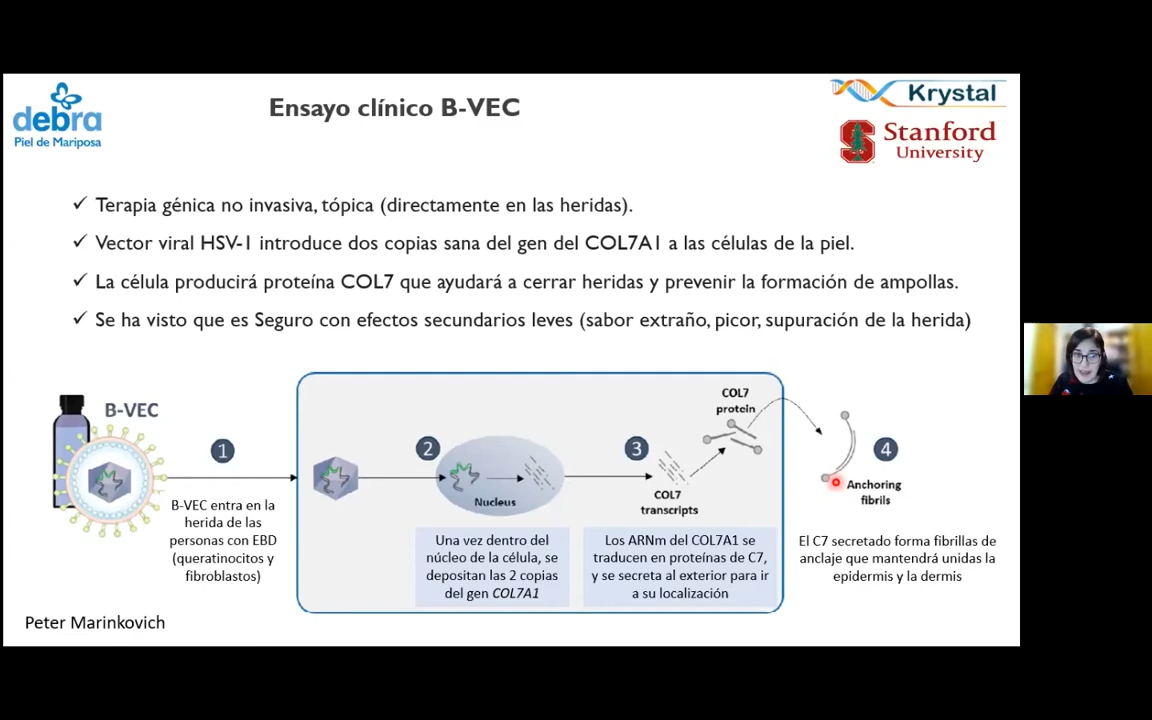 debra
Piel de Mariposa
Ensayo clínico B-VEC
Krystal
Stanford
University
✓ Terapia génica no invasiva, tópica (directamente en las heridas).
✓ Vector viral HSV-1 introduce dos copias sana del gen del COL7A1 a las células de la piel.
✓ La célula producirá proteína COL7 que ayudará a cerrar heridas y prevenir la formación de ampollas.
✓ Se ha visto que es Seguro con efectos secundarios leves (sabor extraño, picor, supuración de la herida)
B-VEC
1
B-VEC entra en la
herida de las
personas con EBD
(queratinocitos y
fibroblastos)
2
Nucleus
Una vez dentro del
núcleo de la célula, se
depositan las 2 copias
del gen COL7A1
3
COL7
transcripts
COL7
protein
Los ARNm del COL7A1 se
traducen en proteínas de C7,
y se secreta al exterior para ir
a su localización
4
Anchoring
fibrils
El C7 secretado forma fibrillas de
anclaje que mantendrá unidas la
epidermis y la dermis
Peter Marinkovich